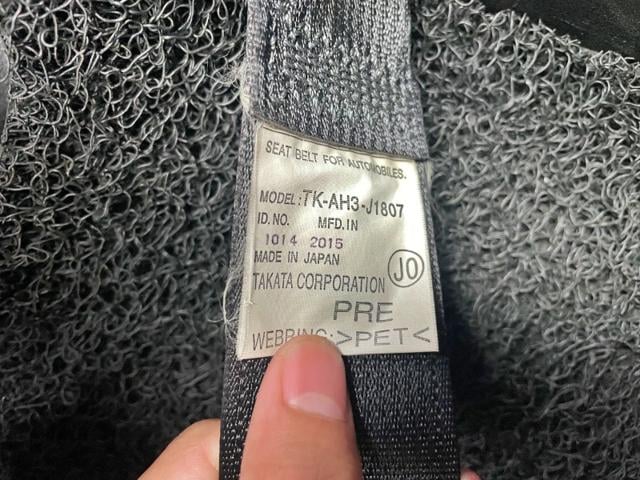 SEAT BELT FOR AUTOMOBILES.
MODEL:TK-AH3-J1807
ID.NO. MFD.IN
1014 2015
MADE IN JAPAN
TAKATA CORPORATION JO
PRE
WEBBING:>PET<